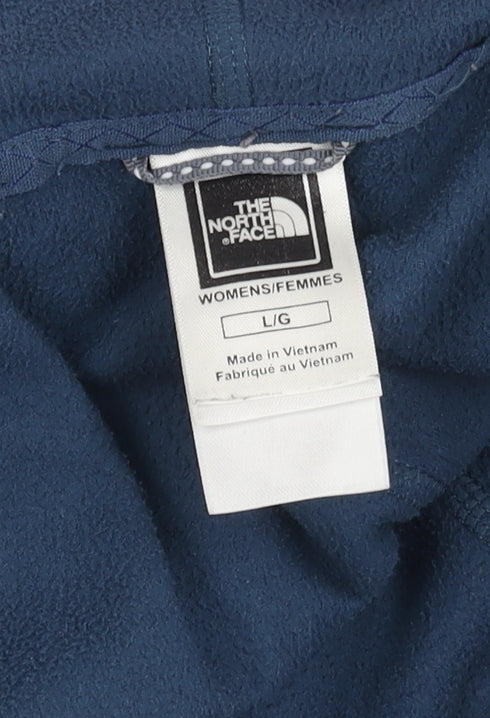 THE
NORTH
FACE
WOMENS/FEMMES
L/G
Made in Vietnam
Fabriqué au Vietnam